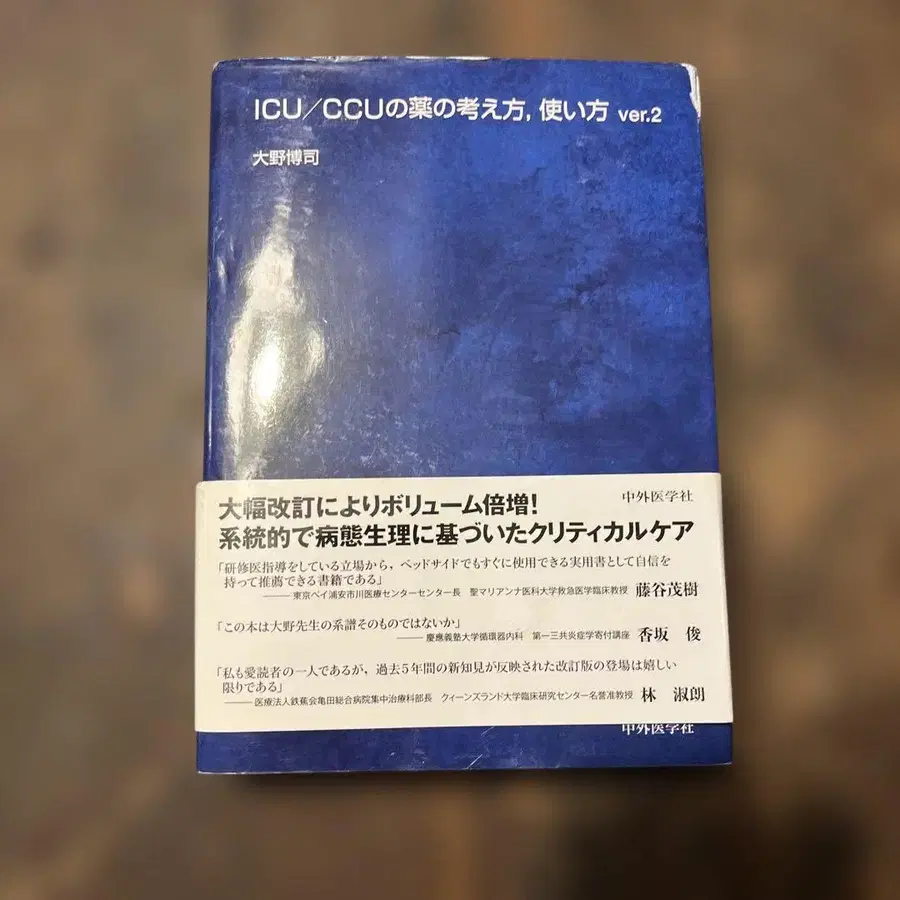 ICU/CCUの薬の考え方, 使い方 ver.2
大野博司
大幅改訂によりボリューム倍増!
中外医学社
系統的で病態生理に基づいたクリティカルケア
「研修医指導をしている立場から，ベッドサイドでもすぐに使用できる実用書として自信を
持って推薦できる書籍である」
――― 東京ベイ浦安市川医療センターセンター長 聖マリアンナ医科大学救急医学臨床教授 藤谷茂樹
「この本は大野先生の系譜そのものではないか」
――― 慶應義塾大学循環器内科 第一三共炎症学寄付講座 香坂 俊
「私も愛読者の一人であるが，過去5年間の新知見が反映された改訂版の登場は嬉しい
限りである」
――― 医療法人鉄蕉会亀田総合病院集中治療科部長 クィーンズランド大学臨床研究センター名誉准教授 林 淑朗
中外医学社